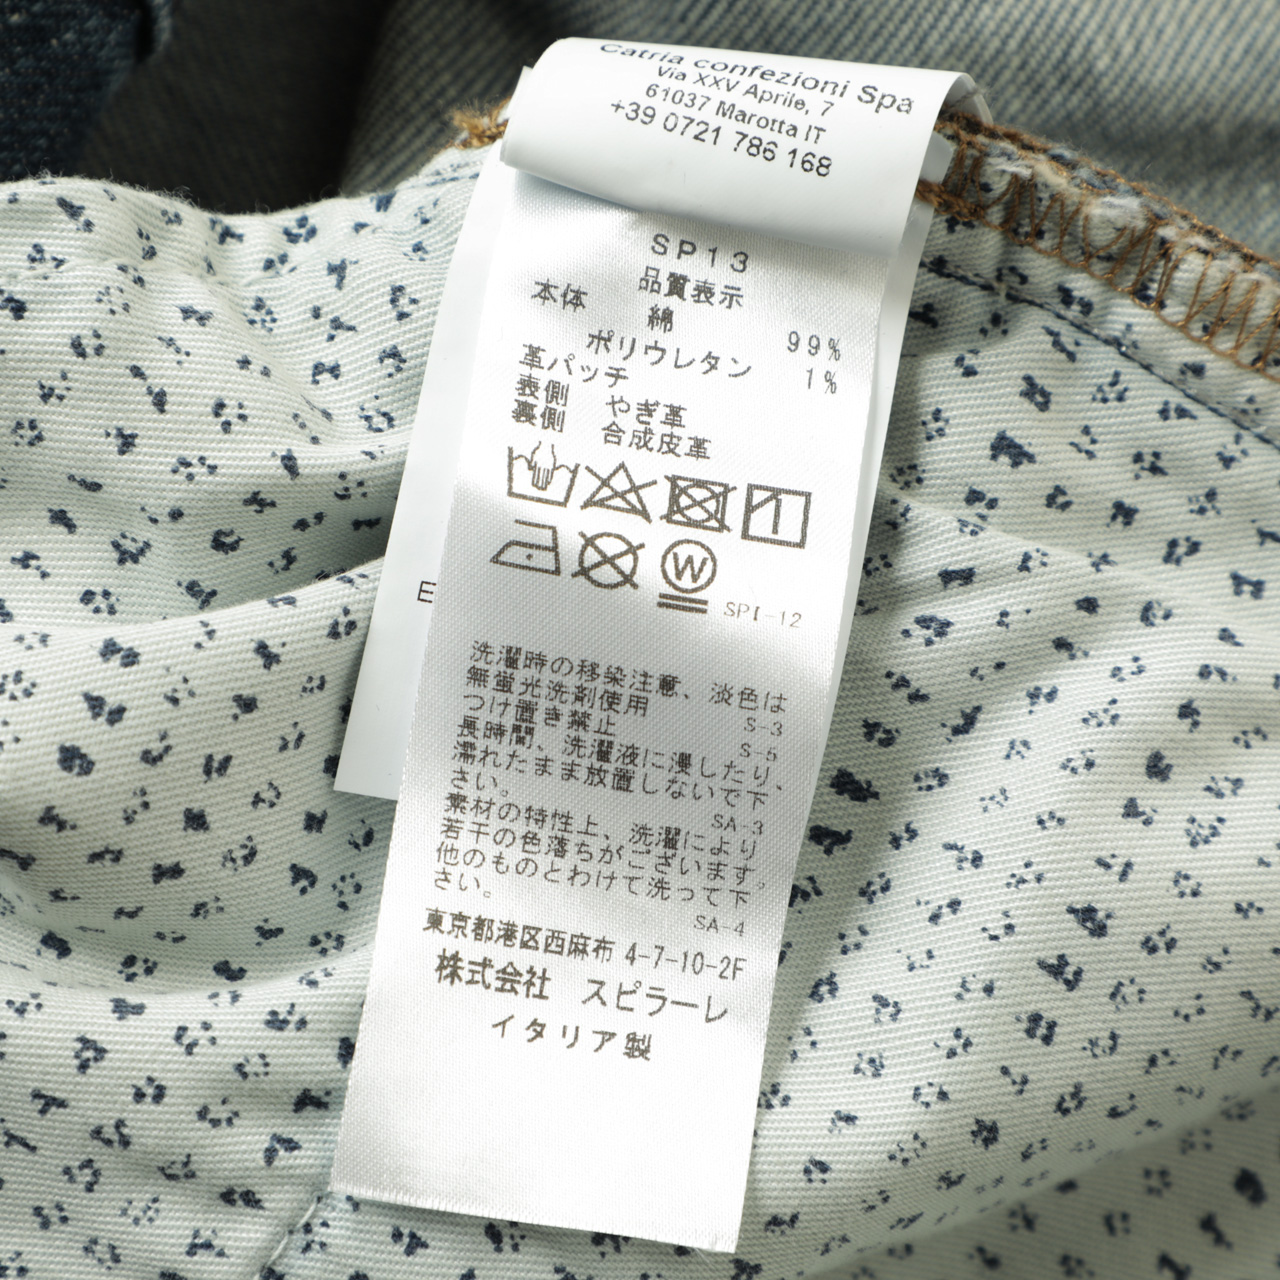 Catria confezioni Spa
Via XXV Aprile, 7
61037 Marotta IT
+39 0721 786 168
SP13
品質表示
本体 綿 99%
ポリウレタン 1%
革パッチ
表側 やぎ革
裏側 合成皮革
W
SPI-12
E
洗濯時の移染注意、淡色は
無蛍光洗剤使用 S-3
つけ置き禁止 S-5
長時間、洗濯液に浸したり、
濡れたまま放置しないで下
さい。 SA-3
素材の特性上、洗濯により
若干の色落ちがございます。
他のものとわけて洗って下
さい。 SA-4
東京都港区西麻布 4-7-10-2F
株式会社 スピラーレ
イタリア製